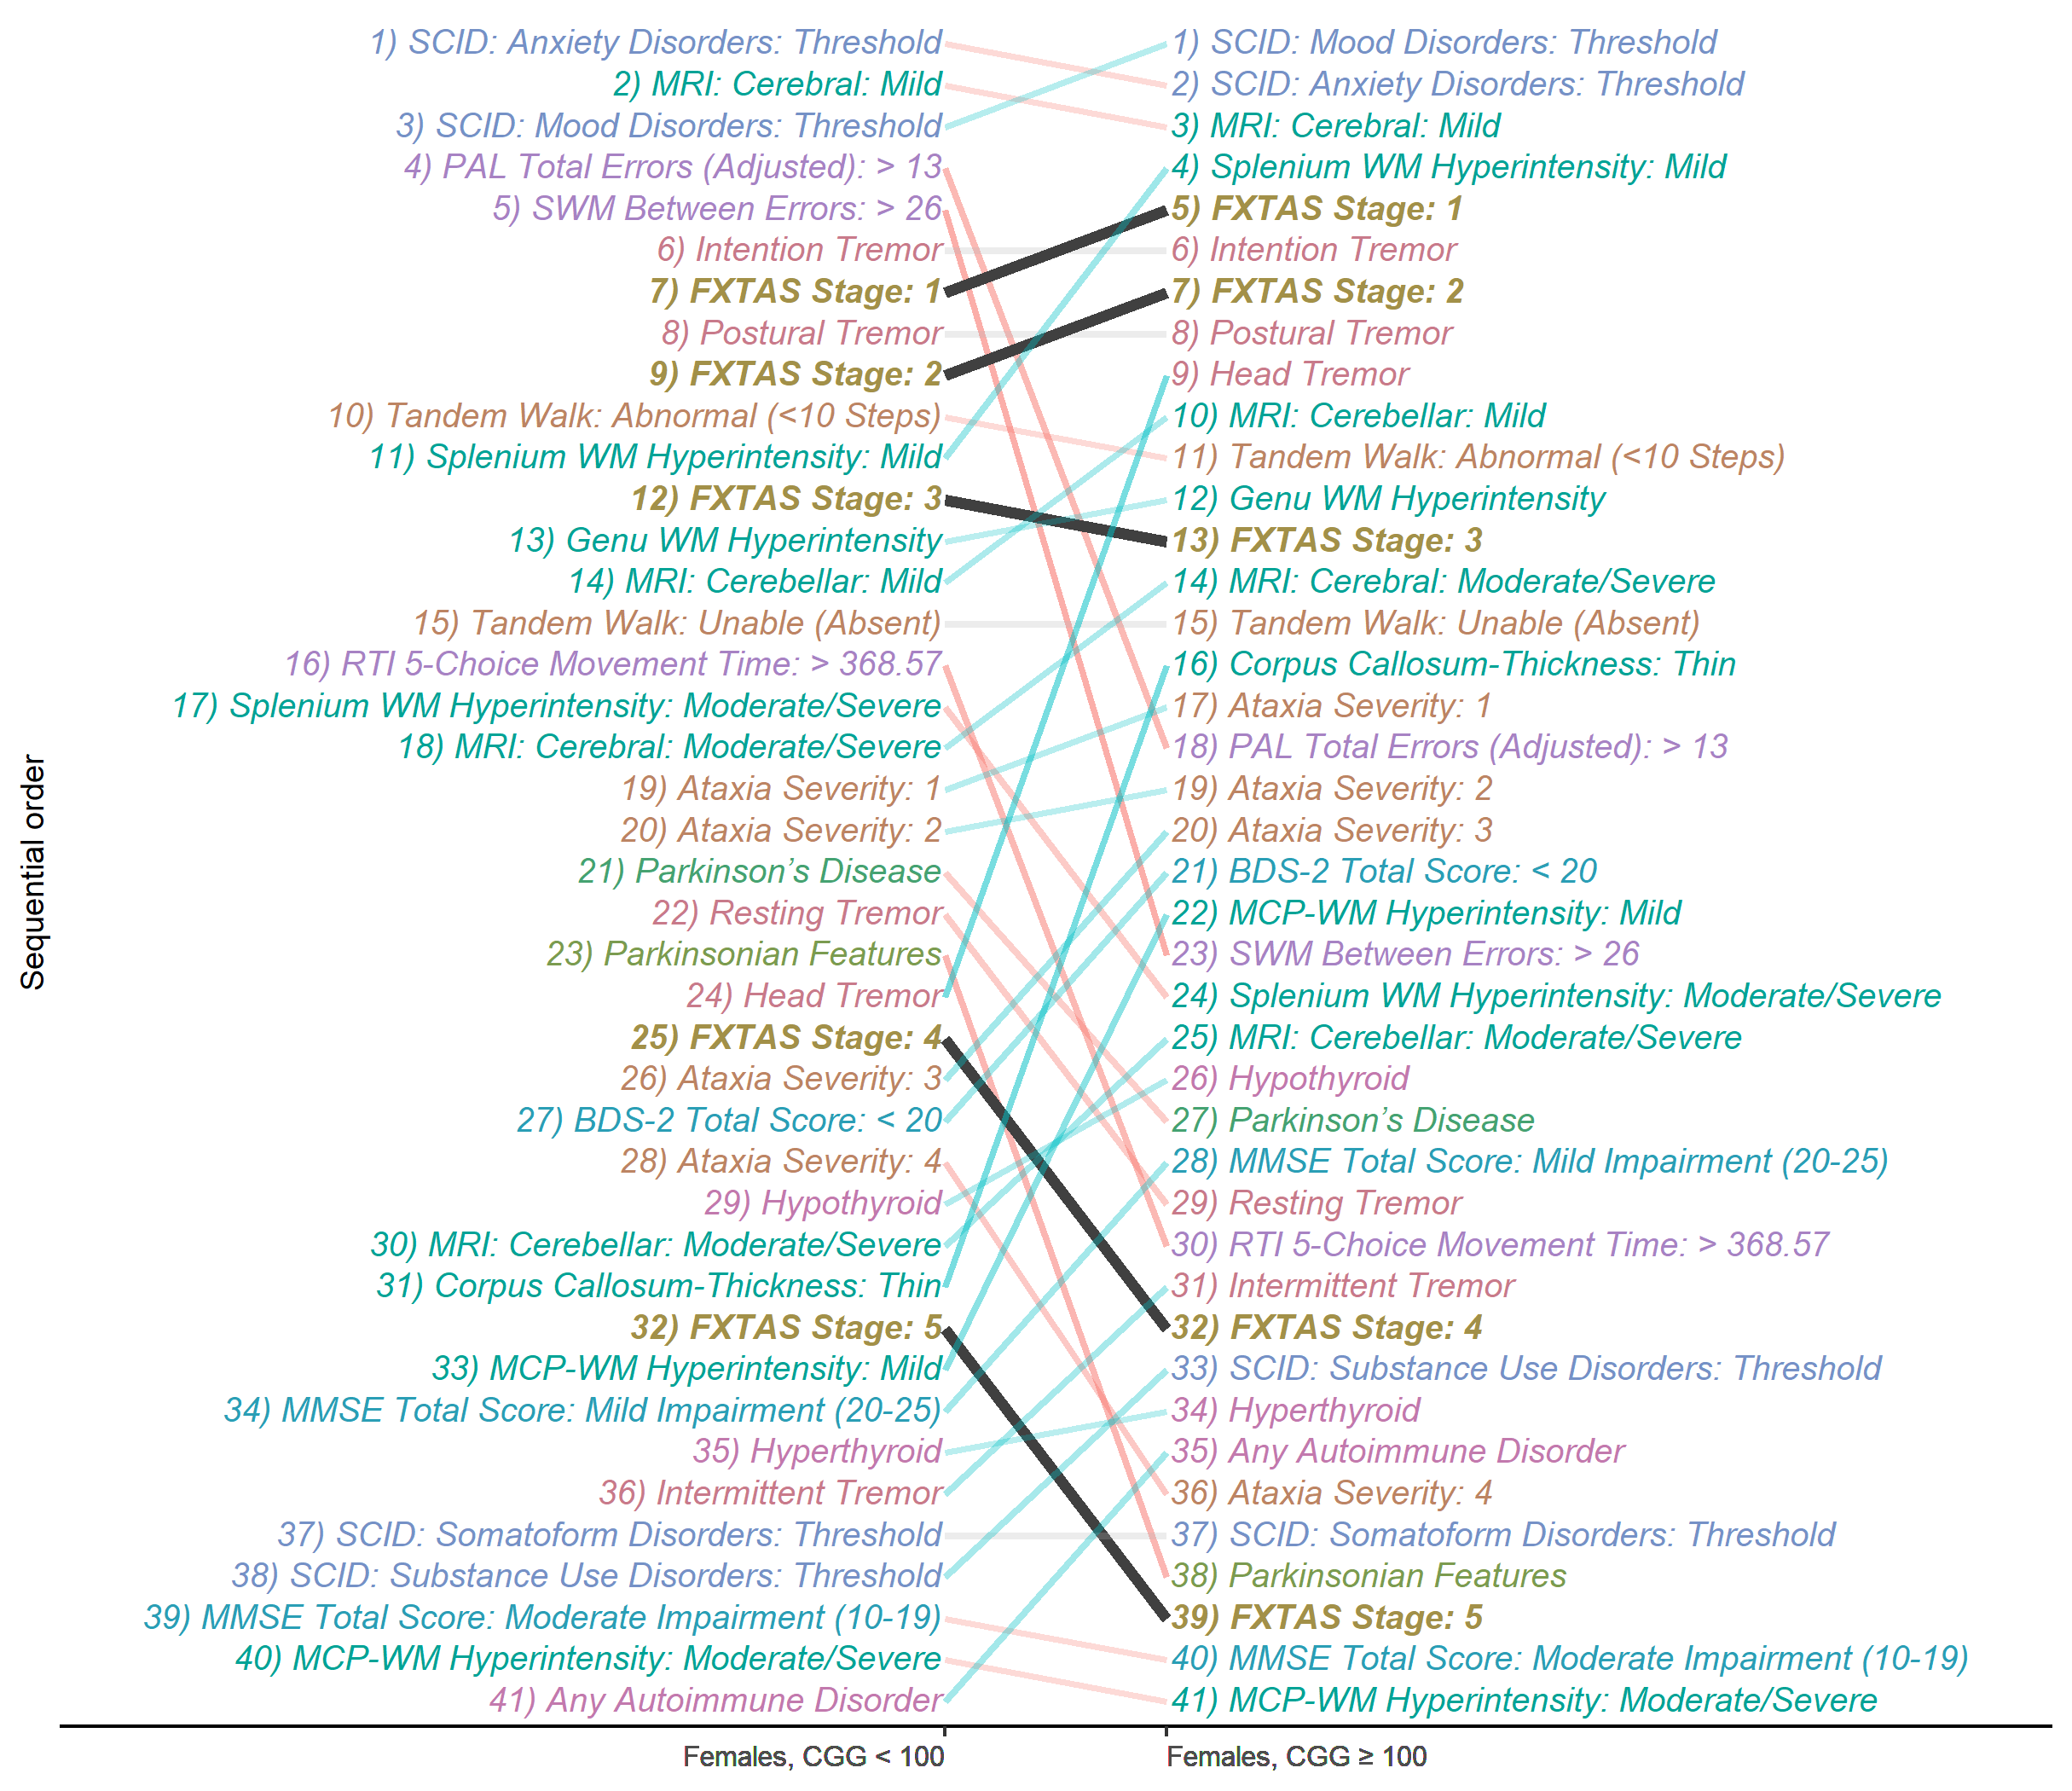 1) SCID: Anxiety Disorders: Threshold
2) MRI: Cerebral: Mild
3) SCID: Mood Disorders: Threshold
4) PAL Total Errors (Adjusted): > 13
5) SWM Between Errors: > 26
6) Intention Tremor
7) FXTAS Stage: 1
8) Postural Tremor
9) FXTAS Stage: 2
10) Tandem Walk: Abnormal (<10 Steps)
11) Splenium WM Hyperintensity: Mild
12) FXTAS Stage: 3
13) Genu WM Hyperintensity
14) MRI: Cerebellar: Mild
15) Tandem Walk: Unable (Absent)
16) RTI 5-Choice Movement Time: > 368.57
17) Splenium WM Hyperintensity: Moderate/Severe
18) MRI: Cerebral: Moderate/Severe
19) Ataxia Severity: 1
20) Ataxia Severity: 2
21) Parkinson’s Disease
22) Resting Tremor
23) Parkinsonian Features
24) Head Tremor
25) FXTAS Stage: 4
26) Ataxia Severity: 3
27) BDS-2 Total Score: < 20
28) Ataxia Severity: 4
29) Hypothyroid
30) MRI: Cerebellar: Moderate/Severe
31) Corpus Callosum-Thickness: Thin
32) FXTAS Stage: 5
33) MCP-WM Hyperintensity: Mild
34) MMSE Total Score: Mild Impairment (20-25)
35) Hyperthyroid
36) Intermittent Tremor
37) SCID: Somatoform Disorders: Threshold
38) SCID: Substance Use Disorders: Threshold
39) MMSE Total Score: Moderate Impairment (10-19)
40) MCP-WM Hyperintensity: Moderate/Severe
41) Any Autoimmune Disorder
1) SCID: Mood Disorders: Threshold
2) SCID: Anxiety Disorders: Threshold
3) MRI: Cerebral: Mild
4) Splenium WM Hyperintensity: Mild
5) FXTAS Stage: 1
6) Intention Tremor
7) FXTAS Stage: 2
8) Postural Tremor
9) Head Tremor
10) MRI: Cerebellar: Mild
11) Tandem Walk: Abnormal (<10 Steps)
12) Genu WM Hyperintensity
13) FXTAS Stage: 3
14) MRI: Cerebral: Moderate/Severe
15) Tandem Walk: Unable (Absent)
16) Corpus Callosum-Thickness: Thin
17) Ataxia Severity: 1
18) PAL Total Errors (Adjusted): > 13
19) Ataxia Severity: 2
20) Ataxia Severity: 3
21) BDS-2 Total Score: < 20
22) MCP-WM Hyperintensity: Mild
23) SWM Between Errors: > 26
24) Splenium WM Hyperintensity: Moderate/Severe
25) MRI: Cerebellar: Moderate/Severe
26) Hypothyroid
27) Parkinson’s Disease
28) MMSE Total Score: Mild Impairment (20-25)
29) Resting Tremor
30) RTI 5-Choice Movement Time: > 368.57
31) Intermittent Tremor
32) FXTAS Stage: 4
33) SCID: Substance Use Disorders: Threshold
34) Hyperthyroid
35) Any Autoimmune Disorder
36) Ataxia Severity: 4
37) SCID: Somatoform Disorders: Threshold
38) Parkinsonian Features
39) FXTAS Stage: 5
40) MMSE Total Score: Moderate Impairment (10-19)
41) MCP-WM Hyperintensity: Moderate/Severe
Sequential order
Females, CGG < 100
Females, CGG ≥ 100